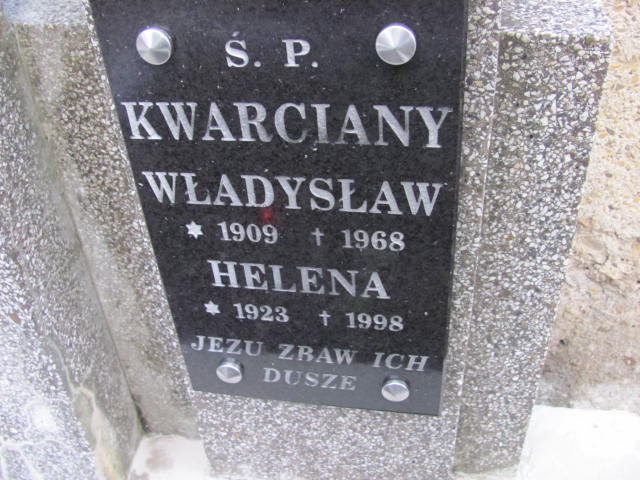 Ś. P.
KWARCIANY
WŁADYSŁAW
* 1909 † 1968
HELENA
* 1923 † 1998
JEZU ZBAW ICH
DUSZE